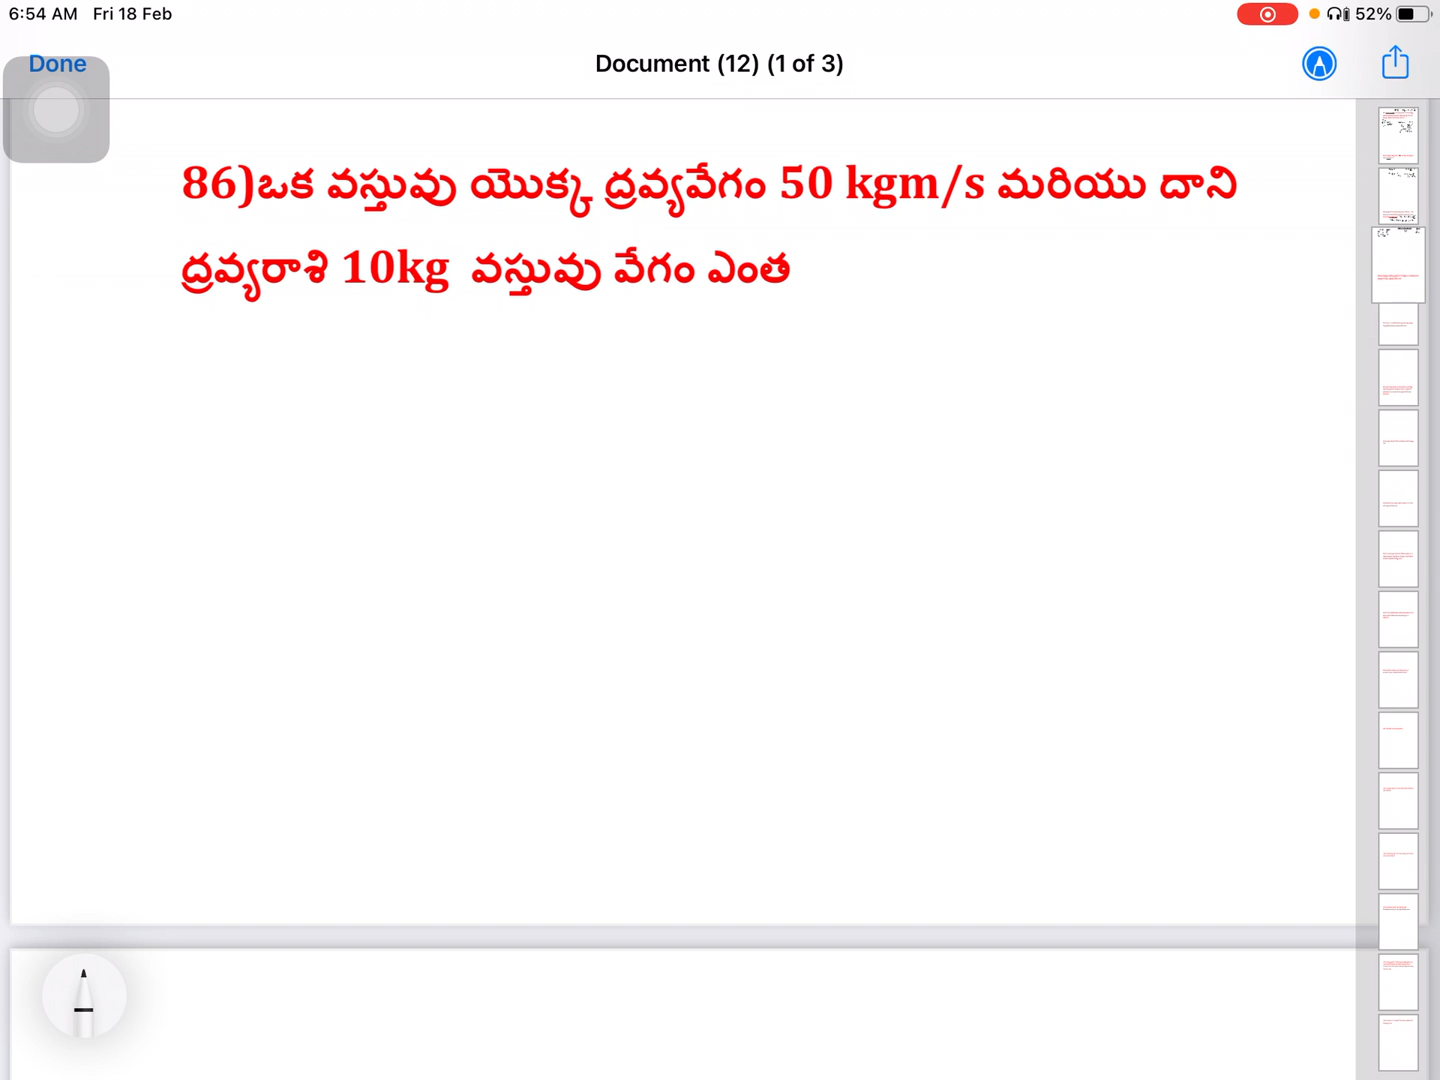 6:54 AM Fri 18 Feb
52%
Done
Document (12) (1 of 3)
86)ఒక వస్తువు యొక్క ద్రవ్యవేగం 50 kgm/s మరియు దాని
ద్రవ్యరాశి 10kg వస్తువు వేగం ఎంత